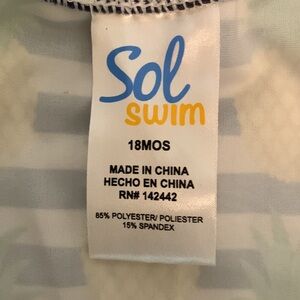 Sol
swim
18MOS
MADE IN CHINA
HECHO EN CHINA
RN# 142442
85% POLYESTER/ POLIESTER
15% SPANDEX